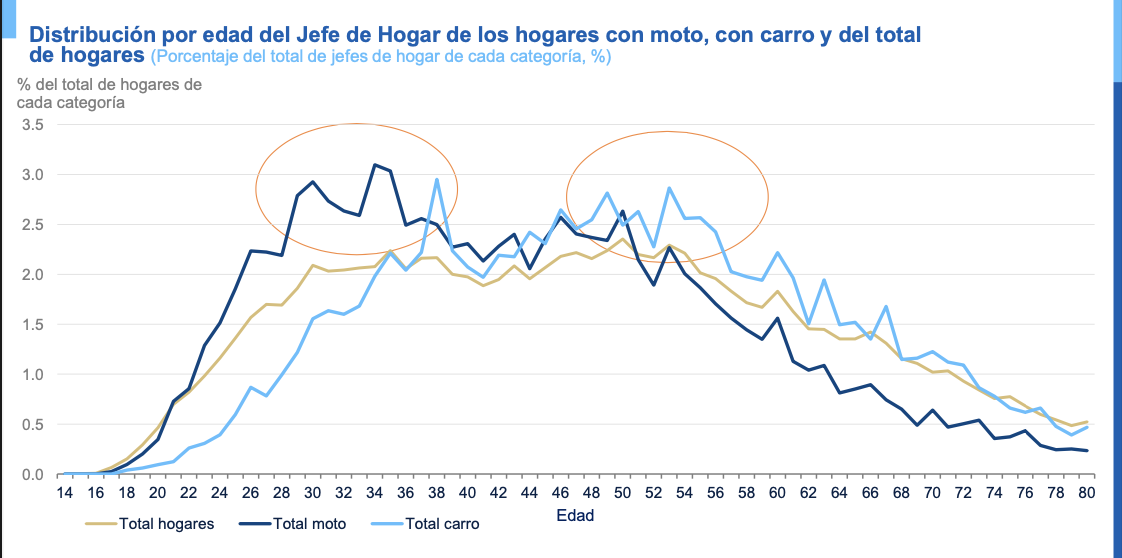 Distribución por edad del Jefe de Hogar de los hogares con moto, con carro y del total
de hogares (Porcentaje del total de jefes de hogar de cada categoría, %)
% del total de hogares de
cada categoría
3.5
3.0
2.5
2.0
1.5
1.0
0.5
0.0
14 16 18 20 22 24 26 28 30 32 34 36 38 40 42 44 46 48 50 52 54 56 58 60 62 64 66 68 70 72 74 76 78 80
Edad
Total hogares Total moto Total carro